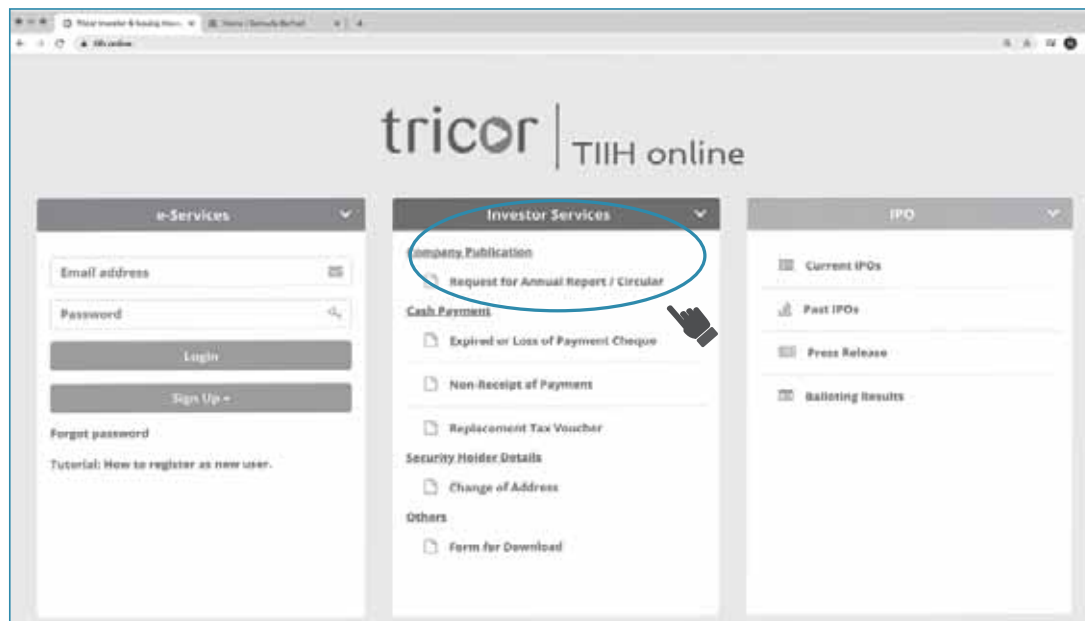 tiih.online
tricor
TIIH online
e-Services
Email address
Password
Login
Sign Up
Forgot password
Tutorial: How to register as new user.
Investor Services
Company Publication
Request for Annual Report / Circular
Cash Payment
Expired or Loss of Payment Cheque
Non-Receipt of Payment
Replacement Tax Voucher
Security Holder Details
Change of Address
Others
Form for Download
IPO
Current IPOs
Past IPOs
Press Release
Balloting Results